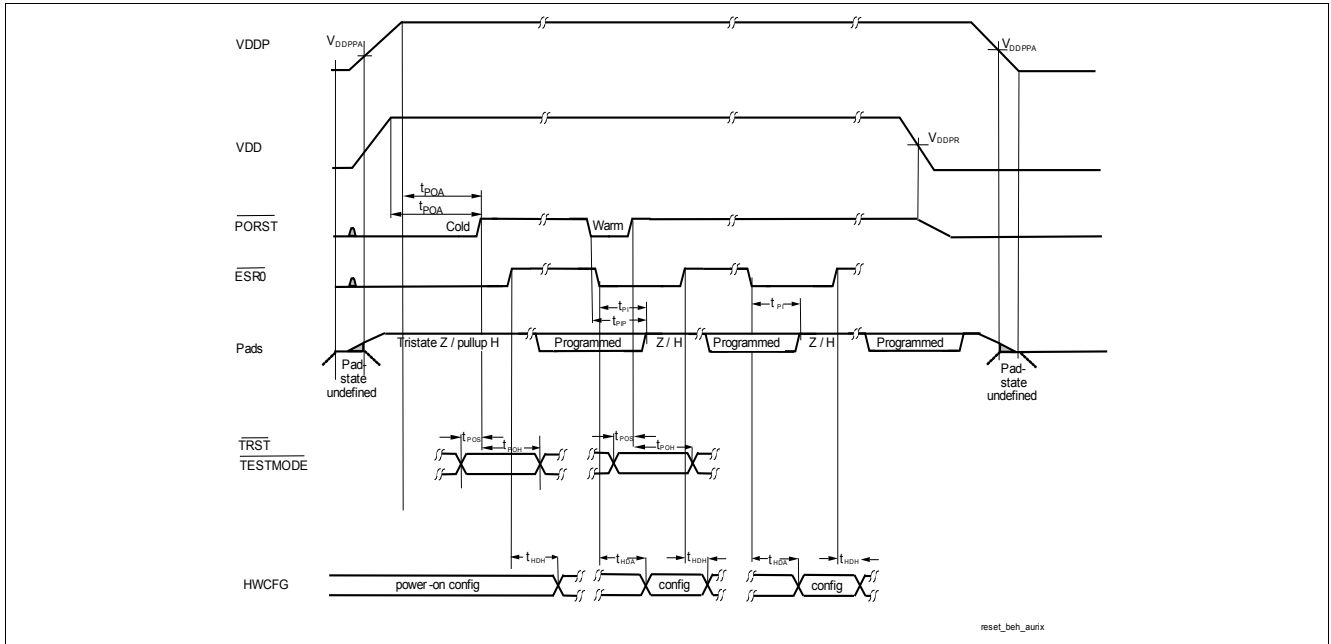 VDDP
VDDPPA
VDDPPA
VDD
VDDPR
tPOA
tPOA
PORST
Cold
Warm
ESR0
tPI
tPIP
tPI
Pads
Tristate Z / pullup H
Programmed
Z / H
Programmed
Z / H
Programmed
Pad-
state
undefined
Pad-
state
undefined
TRST
TESTMODE
tPOS
tPOH
tPOS
tPOH
tHDH
tHDA
tHDH
tHDA
tHDH
HWCFG
power -on config
config
config
reset_beh_aurix